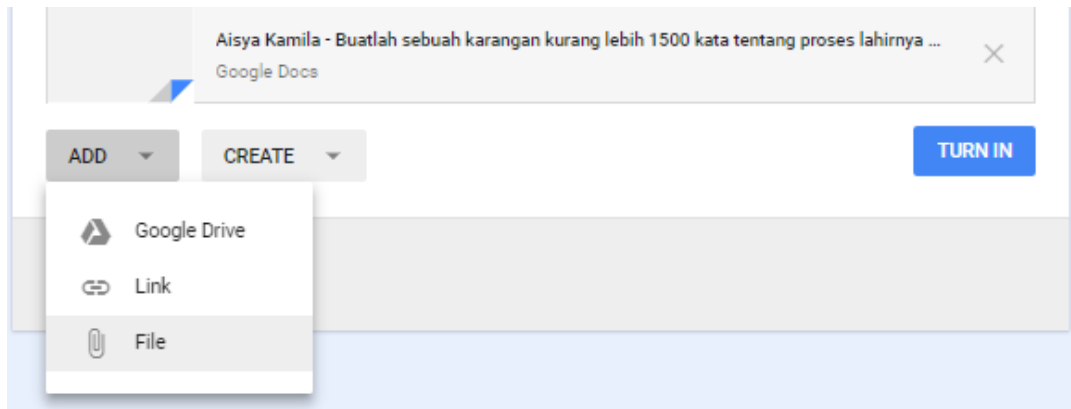 Aisya Kamila - Buatlah sebuah karangan kurang lebih 1500 kata tentang proses lahirnya ...
Google Docs
ADD
CREATE
TURN IN
Google Drive
Link
File